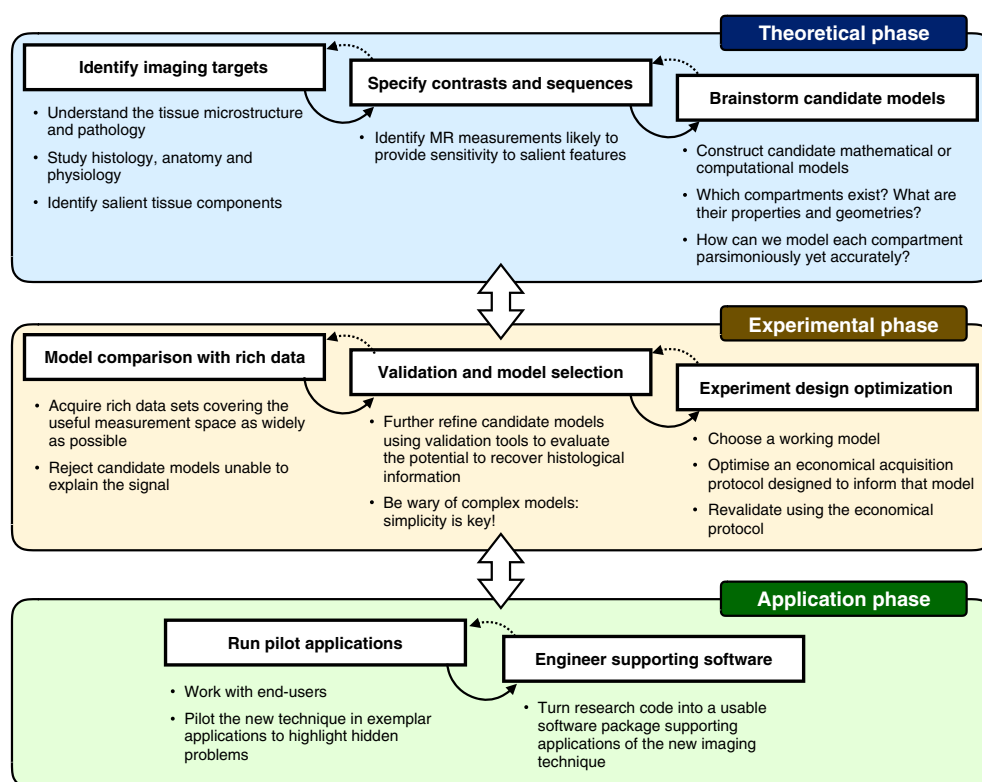 Theoretical phase
Identify imaging targets
• Understand the tissue microstructure
and pathology
• Study histology, anatomy and
physiology
• Identify salient tissue components
Specify contrasts and sequences
• Identify MR measurements likely to
provide sensitivity to salient features
Brainstorm candidate models
• Construct candidate mathematical or
computational models
• Which compartments exist? What are
their properties and geometries?
• How can we model each compartment
parsimoniously yet accurately?
Experimental phase
Model comparison with rich data
• Acquire rich data sets covering the
useful measurement space as widely
as possible
• Reject candidate models unable to
explain the signal
Validation and model selection
• Further refine candidate models
using validation tools to evaluate
the potential to recover histological
information
• Be wary of complex models:
simplicity is key!
Experiment design optimization
• Choose a working model
• Optimise an economical acquisition
protocol designed to inform that model
• Revalidate using the economical
protocol
Application phase
Run pilot applications
• Work with end-users
• Pilot the new technique in exemplar
applications to highlight hidden
problems
Engineer supporting software
• Turn research code into a usable
software package supporting
applications of the new imaging
technique